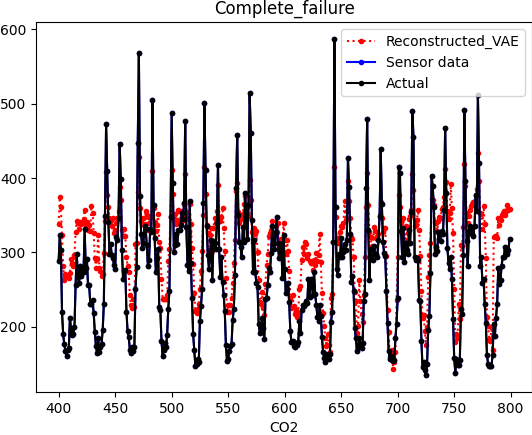 Complete_failure
Reconstructed_VAE
Sensor data
Actual
600
500
400
300
200
400 450 500 550 600 650 700 750 800
CO2